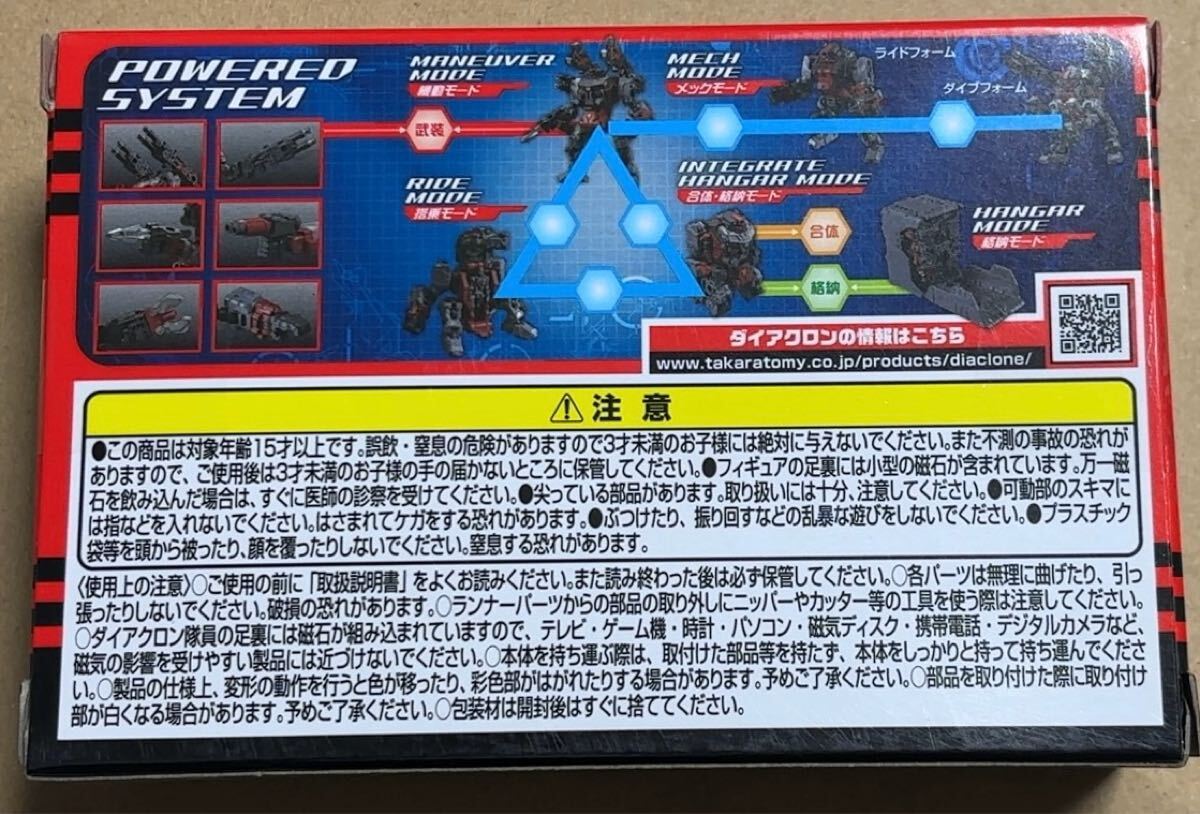 POWERED
SYSTEM
MANEUVER
MODE
機動モード
武装
MECH
MODE
メックモード
ライドフォーム
ダイブフォーム
RIDE
MODE
搭乗モード
INTEGRATE
HANGAR MODE
合体・格納モード
合体
格納
HANGAR
MODE
格納モード
ダイアクロンの情報はこちら
www.takaratomy.co.jp/products/diaclone/
⚠注意
●この商品は対象年齢15才以上です。誤飲・窒息の危険がありますので3才未満のお子様には絶対に与えないでください。また不測の事故の恐れが
ありますので、ご使用後は3才未満のお子様の手の届かないところに保管してください。●フィギュアの足裏には小型の磁石が含まれています。万一磁
石を飲み込んだ場合は、すぐに医師の診察を受けてください。●尖っている部品があります。取り扱いには十分、注意してください。●可動部のスキマに
は指などを入れないでください。はさまれてケガをする恐れがあります。●ぶつけたり、振り回すなどの乱暴な遊びをしないでください。●プラスチック
袋等を頭から被ったり、顔を覆ったりしないでください。窒息する恐れがあります。
〈使用上の注意〉○ご使用の前に「取扱説明書」をよくお読みください。また読み終わった後は必ず保管してください。○各パーツは無理に曲げたり、引っ
張ったりしないでください。破損の恐れがあります。○ランナーパーツからの部品の取り外しにニッパーやカッター等の工具を使う際は注意してください。
○ダイアクロン隊員の足裏には磁石が組み込まれていますので、テレビ・ゲーム機・時計・パソコン・磁気ディスク・携帯電話・デジタルカメラなど、
磁気の影響を受けやすい製品には近づけないでください。○本体を持ち運ぶ際は、取付けた部品等を持たず、本体をしっかりと持って持ち運んでくださ
い。○製品の仕様上、変形の動作を行うと色が移ったり、彩色部がはがれたりする場合があります。予めご了承ください。○部品を取り付けた際に取り付け
部が白くなる場合があります。予めご了承ください。○包装材は開封後はすぐに捨ててください。